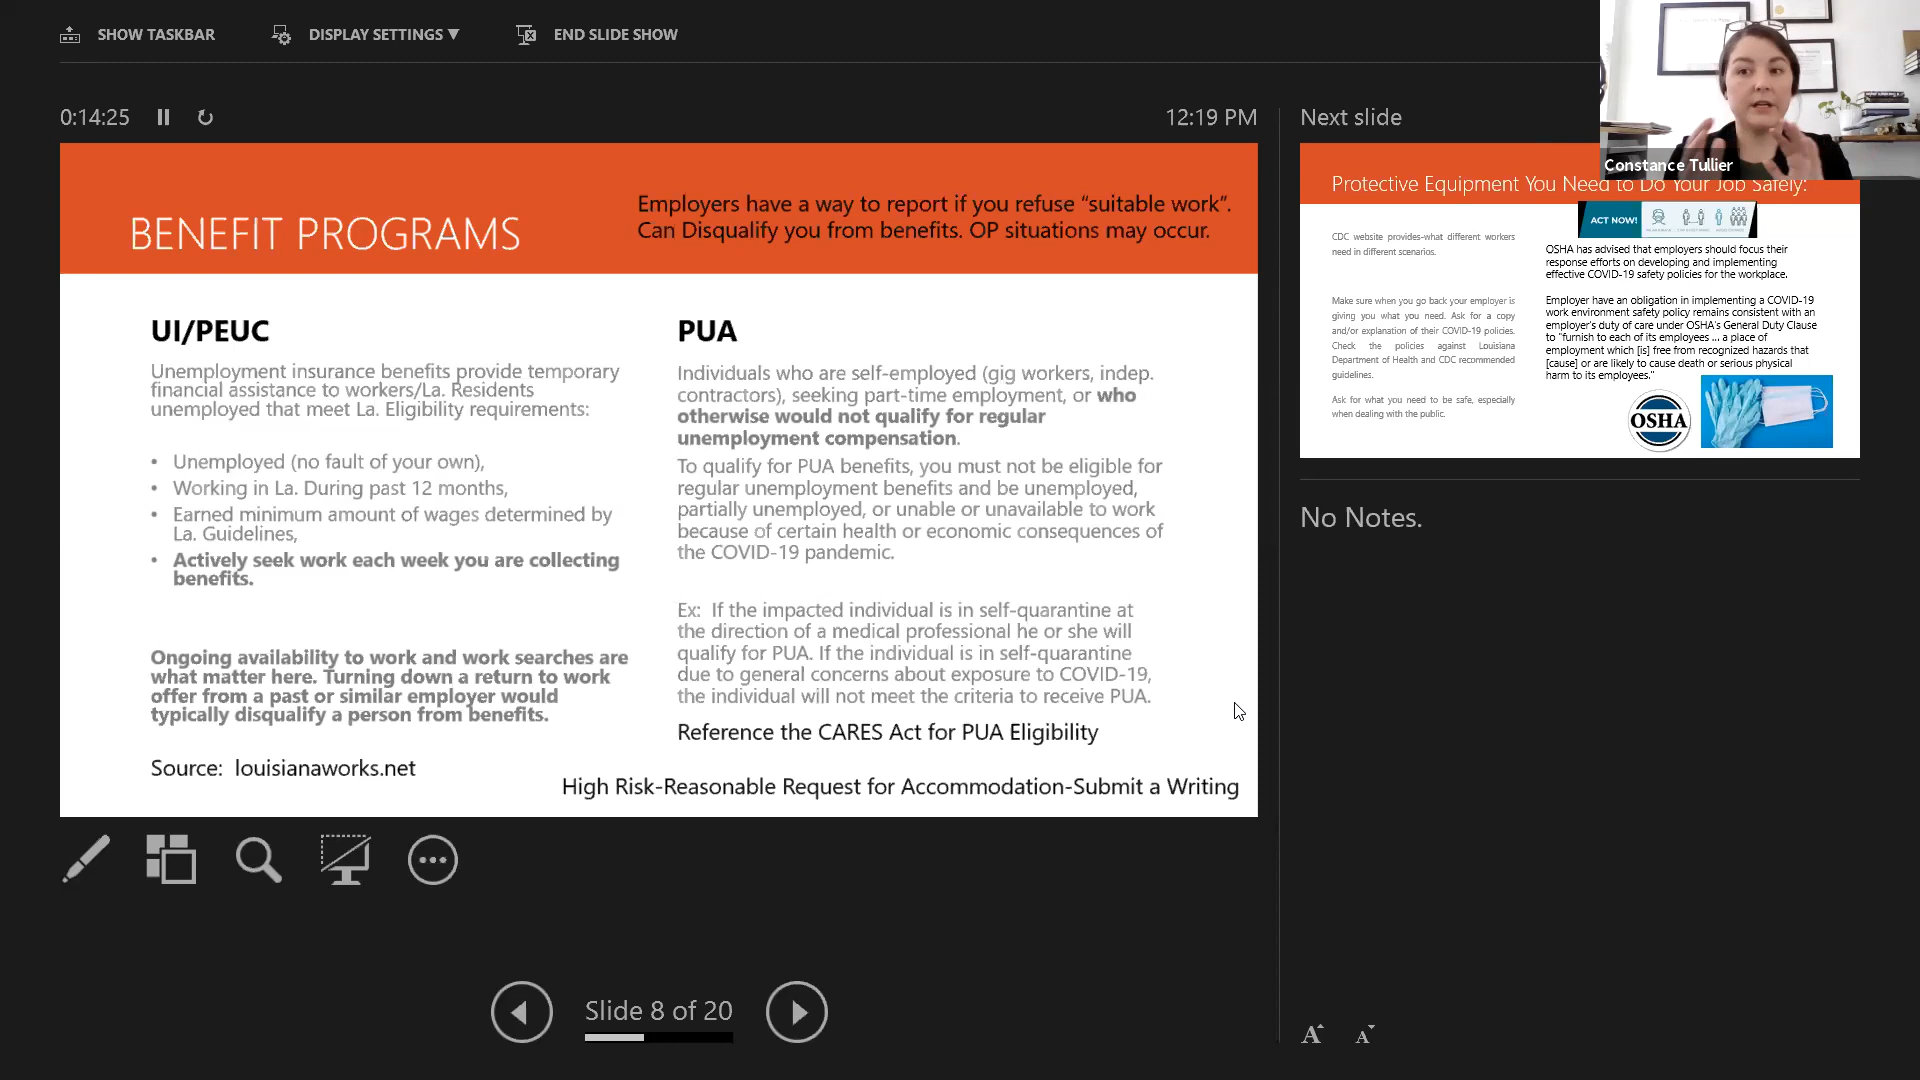 SHOW TASKBAR
DISPLAY SETTINGS ▼
END SLIDE SHOW
0:14:25
12:19 PM
BENEFIT PROGRAMS
Employers have a way to report if you refuse “suitable work”.
Can Disqualify you from benefits. OP situations may occur.
UI/PEUC
Unemployment insurance benefits provide temporary
financial assistance to workers/La. Residents
unemployed that meet La. Eligibility requirements:
• Unemployed (no fault of your own),
• Working in La. During past 12 months,
• Earned minimum amount of wages determined by
La. Guidelines,
• Actively seek work each week you are collecting
benefits.
Ongoing availability to work and work searches are
what matter here. Turning down a return to work
offer from a past or similar employer would
typically disqualify a person from benefits.
Source: louisianaworks.net
PUA
Individuals who are self-employed (gig workers, indep.
contractors), seeking part-time employment, or who
otherwise would not qualify for regular
unemployment compensation.
To qualify for PUA benefits, you must not be eligible for
regular unemployment benefits and be unemployed,
partially unemployed, or unable or unavailable to work
because of certain health or economic consequences of
the COVID-19 pandemic.
Ex: If the impacted individual is in self-quarantine at
the direction of a medical professional he or she will
qualify for PUA. If the individual is in self-quarantine
due to general concerns about exposure to COVID-19,
the individual will not meet the criteria to receive PUA.
Reference the CARES Act for PUA Eligibility
High Risk-Reasonable Request for Accommodation-Submit a Writing
Slide 8 of 20
Next slide
Constance Tullier
Protective Equipment You Need to Do Your Job Safely:
ACT NOW!
CDC website provides-what different workers
need in different scenarios.
Make sure when you go back your employer is
giving you what you need. Ask for a copy
and/or explanation of their COVID-19 policies.
Check the policies against Louisiana
Department of Health and CDC recommended
guidelines.
Ask for what you need to be safe, especially
when dealing with the public.
OSHA has advised that employers should focus their
response efforts on developing and implementing
effective COVID-19 safety policies for the workplace.
Employer have an obligation in implementing a COVID-19
work environment safety policy remains consistent with an
employer's duty of care under OSHA's General Duty Clause
to "furnish to each of its employees ... a place of
employment which [is] free from recognized hazards that
[cause] or are likely to cause death or serious physical
harm to its employees."
OSHA
No Notes.
A A